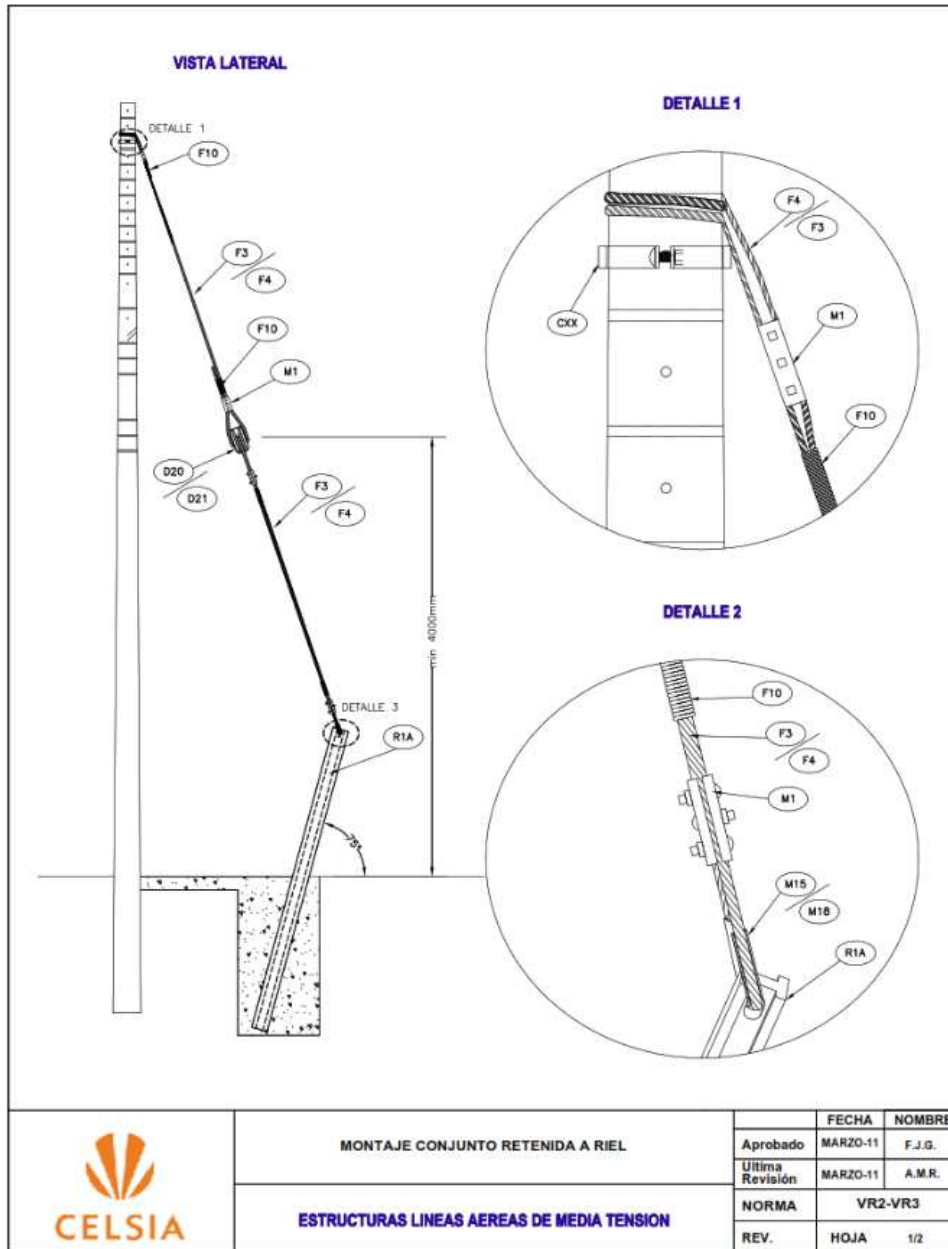 VISTA LATERAL
DETALLE 1
F10
F3
F4
F10
M1
D20
D21
F3
F4
min 4000mm
DETALLE 3
R1A
75°
DETALLE 1
F4
F3
CXX
M1
F10
DETALLE 2
F10
F3
F4
M1
M15
M18
R1A
CELSIA
MONTAJE CONJUNTO RETENIDA A RIEL
ESTRUCTURAS LINEAS AEREAS DE MEDIA TENSION
FECHA NOMBRE
Aprobado MARZO-11 F.J.G.
Ultima Revisión MARZO-11 A.M.R.
NORMA VR2-VR3
REV. HOJA 1/2